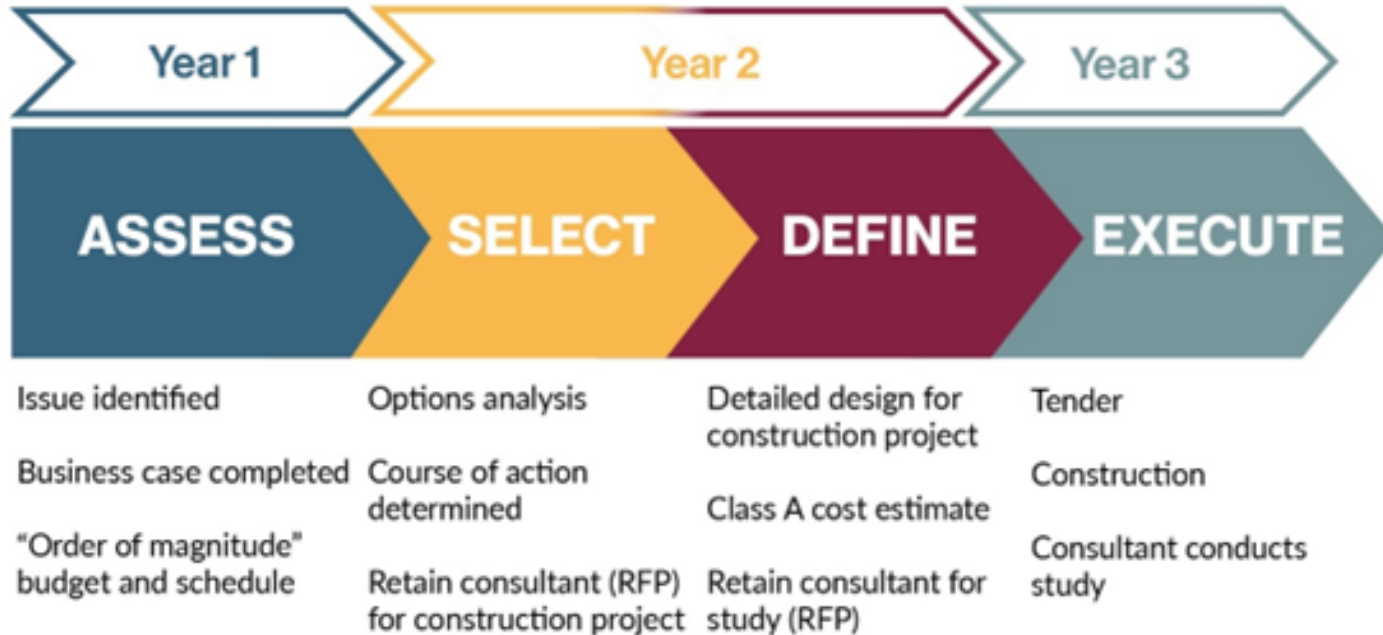 Year 1
Year 2
Year 3
ASSESS
SELECT
DEFINE
EXECUTE
Issue identified
Business case completed
“Order of magnitude”
budget and schedule
Options analysis
Course of action
determined
Retain consultant (RFP)
for construction project
Detailed design for
construction project
Class A cost estimate
Retain consultant for
study (RFP)
Tender
Construction
Consultant conducts
study